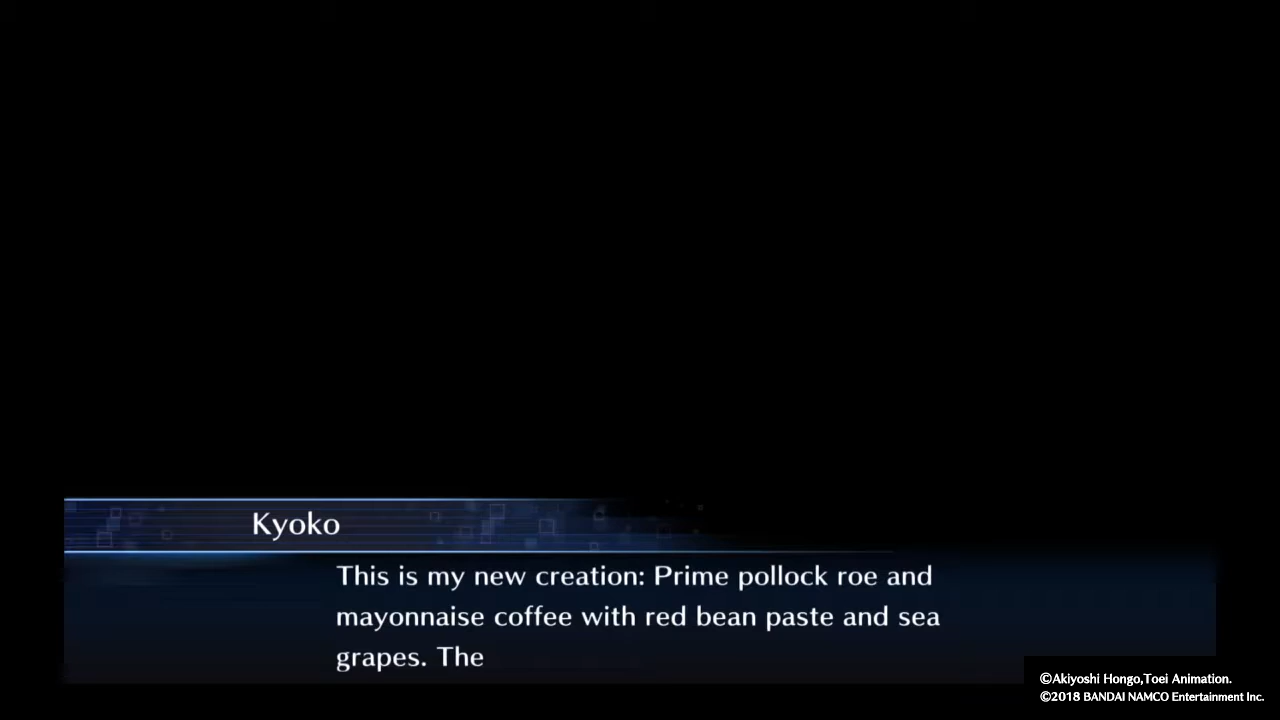 Kyoko
This is my new creation: Prime pollock roe and
mayonnaise coffee with red bean paste and sea
grapes. The
©Akiyoshi Hongo,Toei Animation.
©2018 BANDAI NAMCO Entertainment Inc.